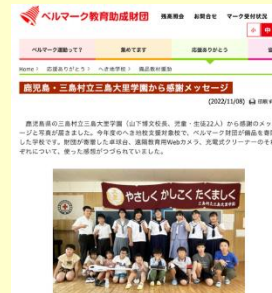 ベルマーク教育助成財団
残高照会 お問合せ マーク受付状況
小 中
ベルマーク運動って? 集めてます 応援ありがとう
Home > 応援ありがとう > へき地学校 > 備品教材援助
鹿児島・三島村立三島大里学園から感謝メッセージ
(2022/11/08) 印刷
鹿児島県の三島村立三島大里学園(山下博文校長、児童・生徒22人)から感謝のメッ
ージと写真が届きました。今年度のへき地校支援対象校で、ベルマーク財団が備品を寄贈
した学校です。財団が寄贈した卓球台、遠隔教育用Webカメラ、充電式クリーナーのそれ
ぞれについて、使った感想がつづられていました。
やさしく かしこく たくましく